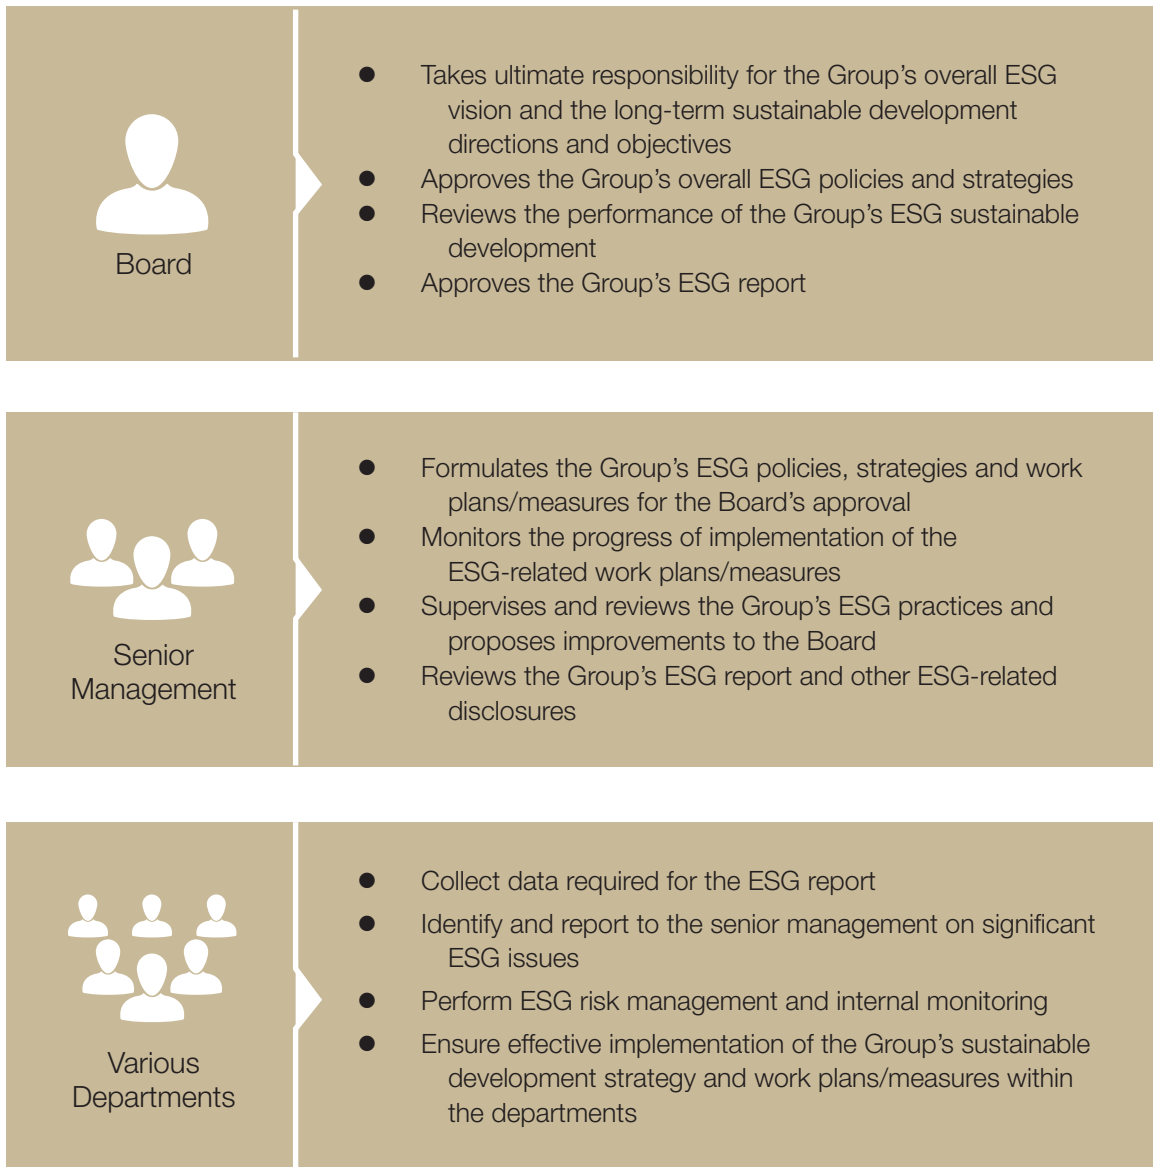 Board
● Takes ultimate responsibility for the Group’s overall ESG
vision and the long-term sustainable development
directions and objectives
● Approves the Group’s overall ESG policies and strategies
● Reviews the performance of the Group’s ESG sustainable
development
● Approves the Group’s ESG report
Senior
Management
● Formulates the Group’s ESG policies, strategies and work
plans/measures for the Board’s approval
● Monitors the progress of implementation of the
ESG-related work plans/measures
● Supervises and reviews the Group’s ESG practices and
proposes improvements to the Board
● Reviews the Group’s ESG report and other ESG-related
disclosures
Various
Departments
● Collect data required for the ESG report
● Identify and report to the senior management on significant
ESG issues
● Perform ESG risk management and internal monitoring
● Ensure effective implementation of the Group’s sustainable
development strategy and work plans/measures within
the departments